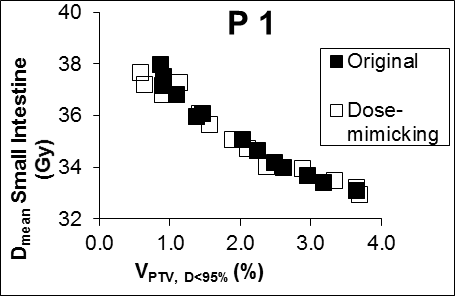 P 1
Original
Dose-
mimicking
Dmean Small Intestine
(Gy)
40
38
36
34
32
0.0 1.0 2.0 3.0 4.0
VPTV, D<95% (%)